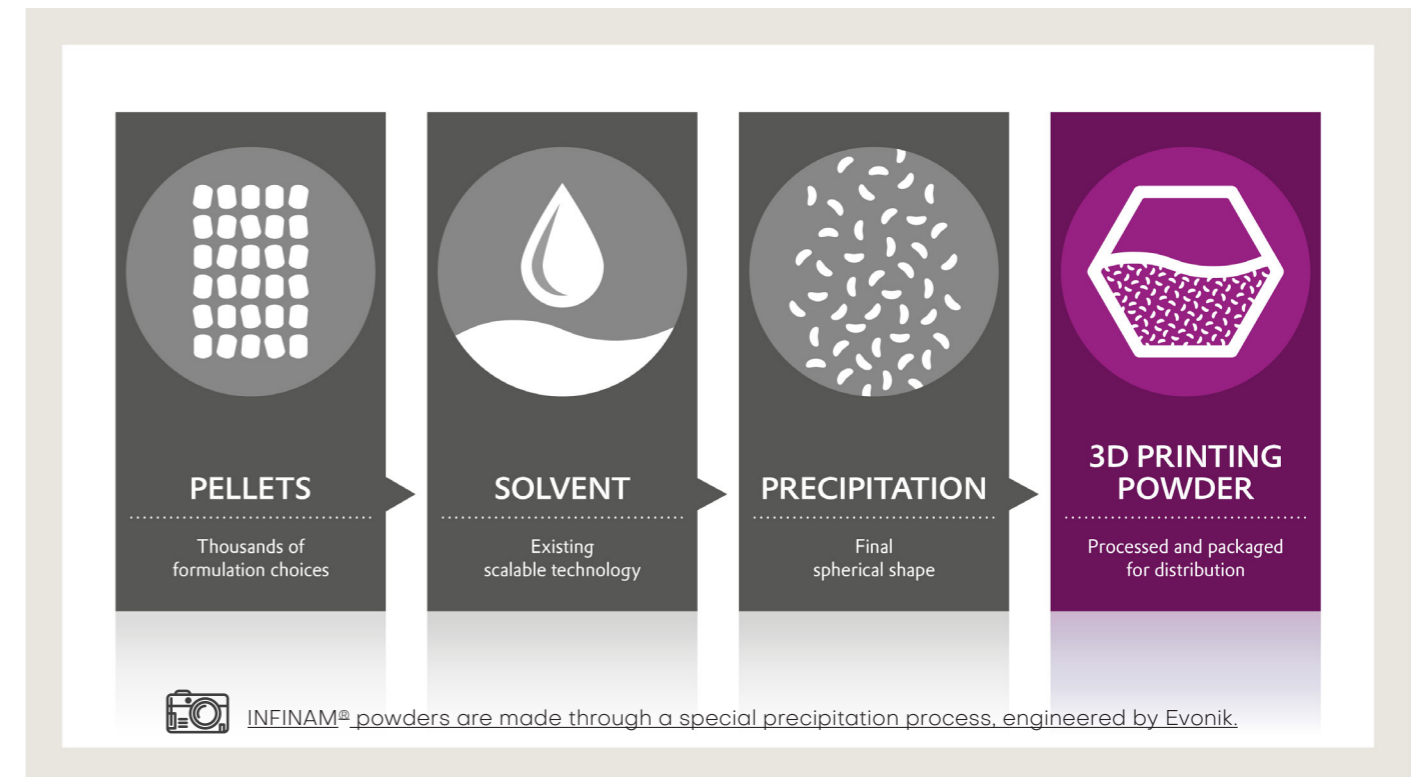 PELLETS
Thousands of
formulation choices
SOLVENT
Existing
scalable technology
PRECIPITATION
Final
spherical shape
3D PRINTING
POWDER
Processed and packaged
for distribution
INFINAM® powders are made through a special precipitation process, engineered by Evonik.